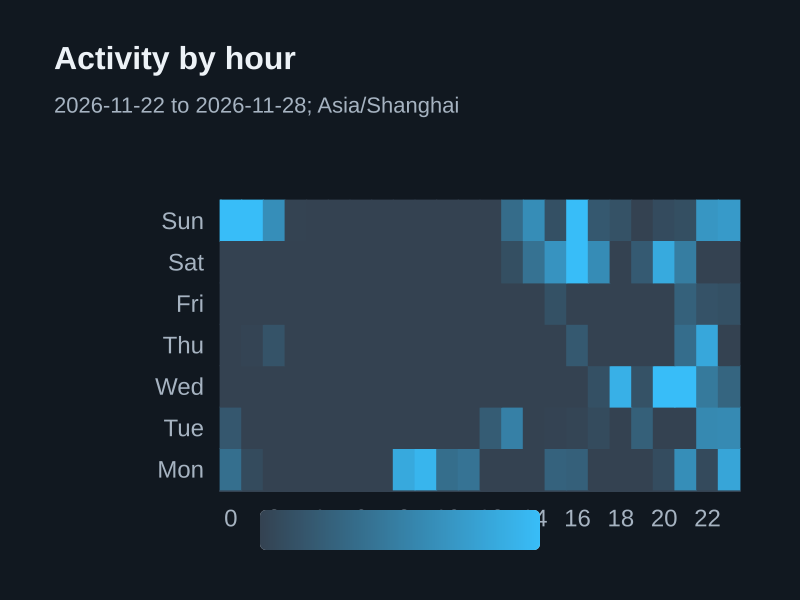 Activity by hour
2026-11-22 to 2026-11-28; Asia/Shanghai
Sun
Sat
Fri
Thu
Wed
Tue
Mon
0 16 18 20 22